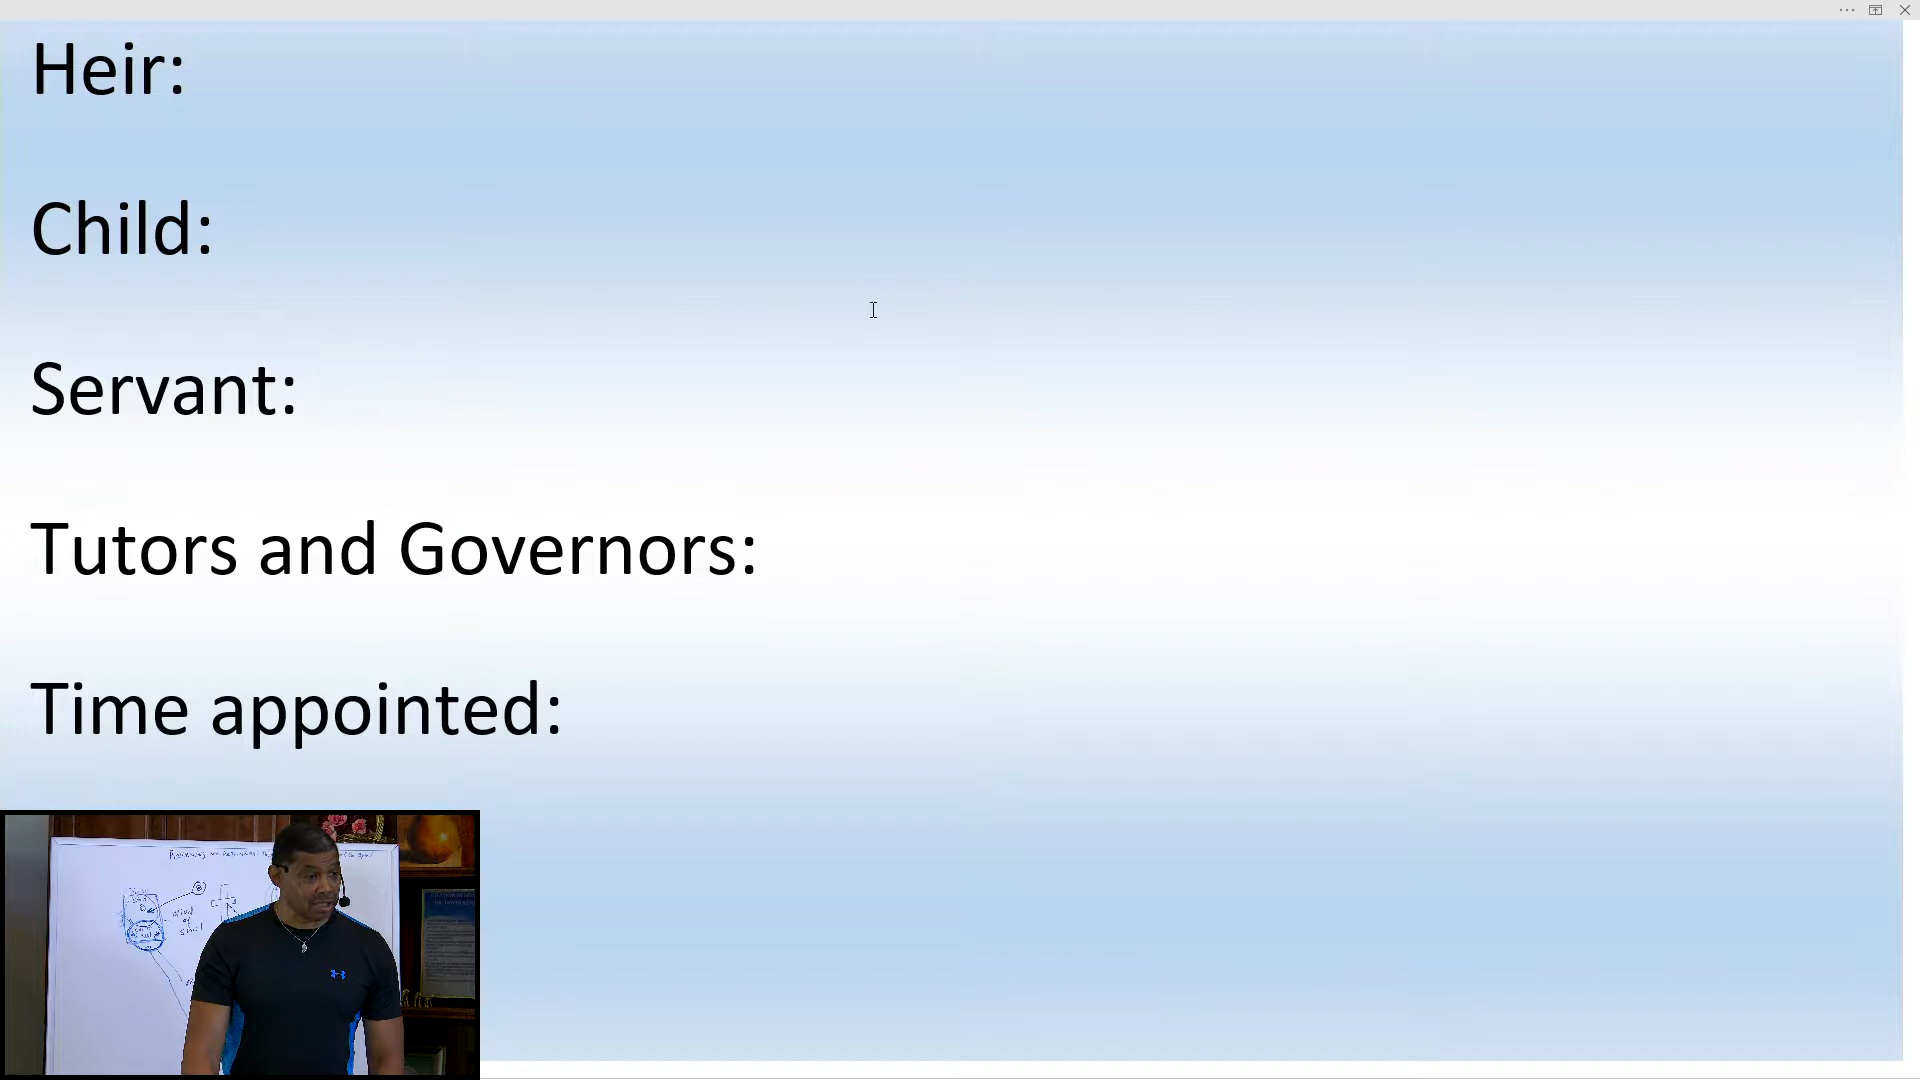 Heir:
Child:
Servant:
Tutors and Governors:
Time appointed: